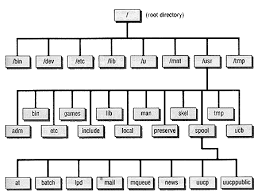 / (root directory)
/bin /dev /etc /lib /u /mnt /usr /tmp
bin games lib man skel tmp
adm etc include local preserve spool ucb
at batch lpd mail mqueue news uucp uucppublic